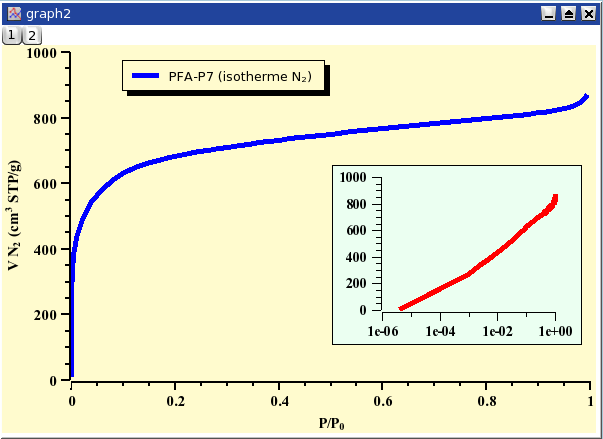 graph2
1 2
1000
800
600
400
200
0
V N₂ (cm³ STP/g)
PFA-P7 (isotherme N₂)
1000
800
600
400
200
0
1e-06 1e-04 1e-02 1e+00
0 0.2 0.4 0.6 0.8 1
P/P₀